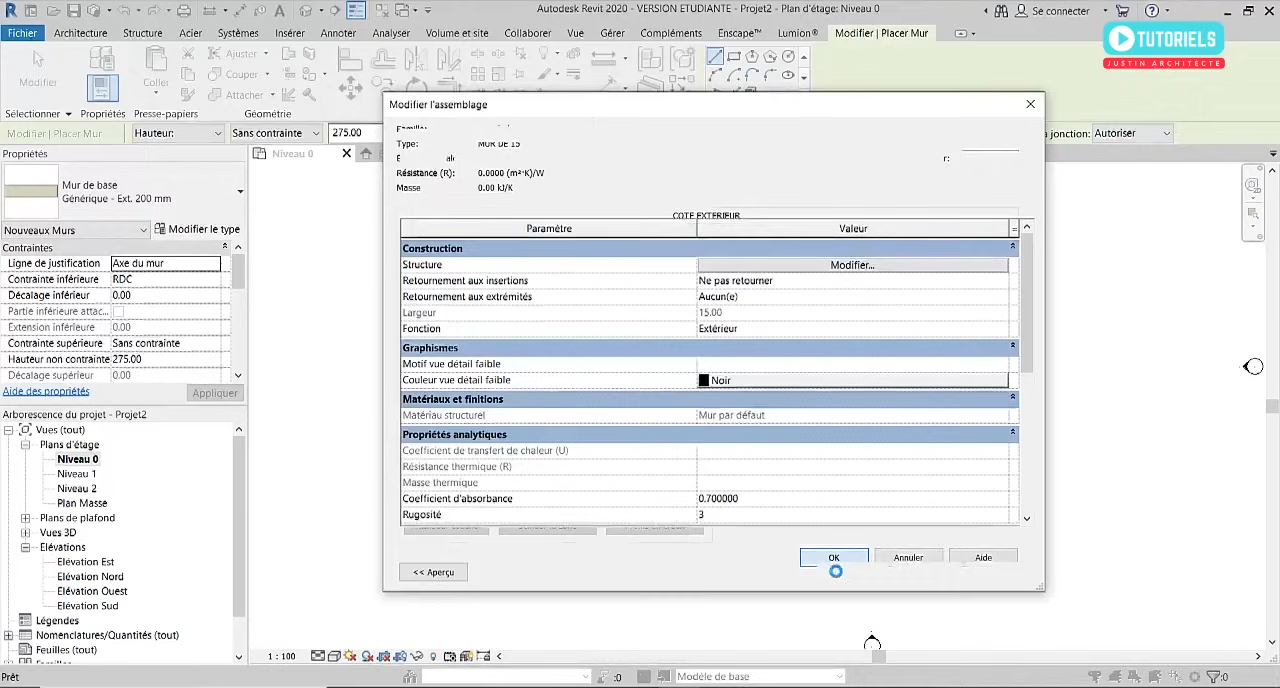 Autodesk Revit 2020 - VERSION ETUDIANTE - Projet2 - Plan d'étage: Niveau 0
Se connecter
Fichier Architecture Structure Acier Systèmes Insérer Annoter Analyser Volume et site Collaborer Vue Gérer Compléments Enscape™ Lumion® Modifier | Placer Mur
TUTORIELS
JUSTIN ARCHITECTE
Modifier
Coller
Ajuster
Couper
Attacher
Sélectionner Propriétés Presse-papiers Géométrie
Modifier | Placer Mur Hauteur: Sans contrainte 275.00 jonction: Autoriser
Propriétés
Niveau 0
Mur de base
Générique - Ext. 200 mm
Nouveaux Murs Modifier le type
Contraintes
Ligne de justification Axe du mur
Contrainte inférieure RDC
Décalage inférieur 0.00
Partie inférieure attac...
Extension inférieure 0.00
Contrainte supérieure Sans contrainte
Hauteur non contrainte 275.00
Décalage supérieur 0.00
Aide des propriétés Appliquer
Arborescence du projet - Projet2
Vues (tout)
Plans d'étage
Niveau 0
Niveau 1
Niveau 2
Plan Masse
Plans de plafond
Vues 3D
Elévations
Elévation Est
Elévation Nord
Elévation Ouest
Elévation Sud
Légendes
Nomenclatures/Quantités (tout)
Feuilles (tout)
Modifier l'assemblage
Type: MUR DE 15
Résistance (R): 0.0000 (m²·K)/W
Masse 0.00 kJ/K
COTE EXTERIEUR
Paramètre Valeur =
Construction
Structure Modifier...
Retournement aux insertions Ne pas retourner
Retournement aux extrémités Aucun(e)
Largeur 15.00
Fonction Extérieur
Graphismes
Motif vue détail faible
Couleur vue détail faible Noir
Matériaux et finitions
Matériau structurel Mur par défaut
Propriétés analytiques
Coefficient de transfert de chaleur (U)
Résistance thermique (R)
Masse thermique
Coefficient d'absorbance 0.700000
Rugosité 3
OK Annuler Aide
<< Aperçu
1 : 100
Prêt :0 Modèle de base :0